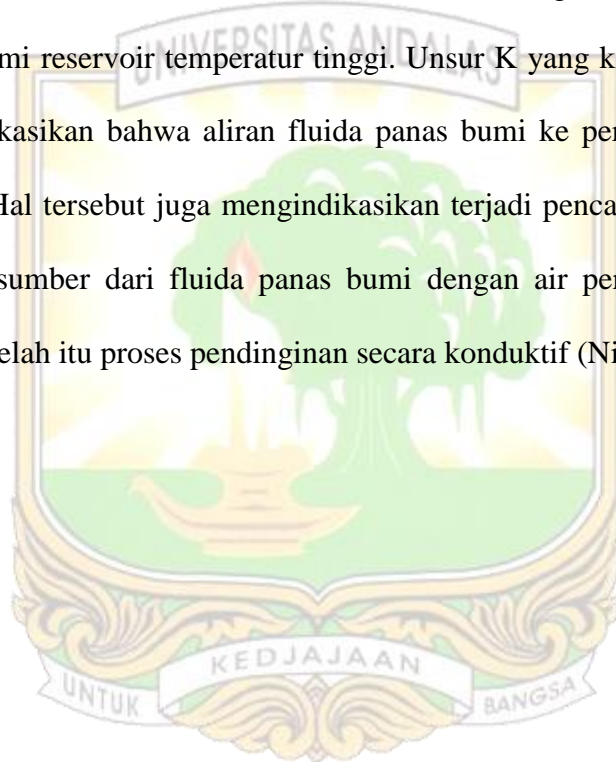 UNIVERSITAS ANDALAS
mi reservoir temperatur tinggi. Unsur K yang k
kasikan bahwa aliran fluida panas bumi ke per
Hal tersebut juga mengindikasikan terjadi penca
sumber dari fluida panas bumi dengan air per
elah itu proses pendinginan secara konduktif (Ni
KEDJAJAAN
UNTUK BANGSA